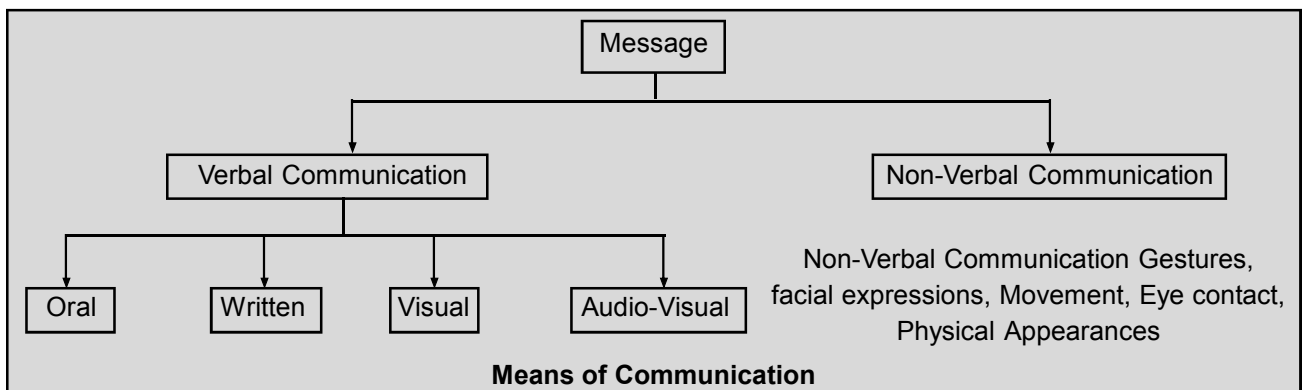 Message
Verbal Communication
Non-Verbal Communication
Oral
Written
Visual
Audio-Visual
Non-Verbal Communication Gestures,
facial expressions, Movement, Eye contact,
Physical Appearances
Means of Communication